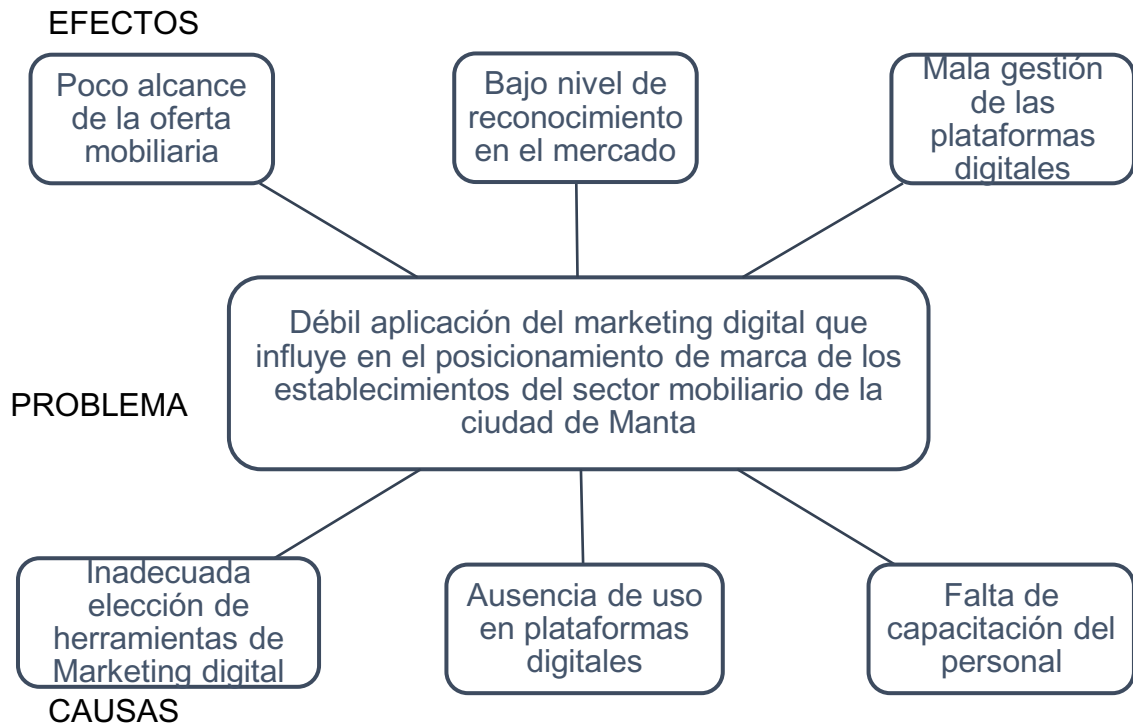 EFECTOS
Poco alcance
de la oferta
mobiliaria
Bajo nivel de
reconocimiento
en el mercado
Mala gestión
de las
plataformas
digitales
PROBLEMA
Débil aplicación del marketing digital que
influye en el posicionamiento de marca de los
establecimientos del sector mobiliario de la
ciudad de Manta
Inadecuada
elección de
herramientas de
Marketing digital
Ausencia de uso
en plataformas
digitales
Falta de
capacitación del
personal
CAUSAS